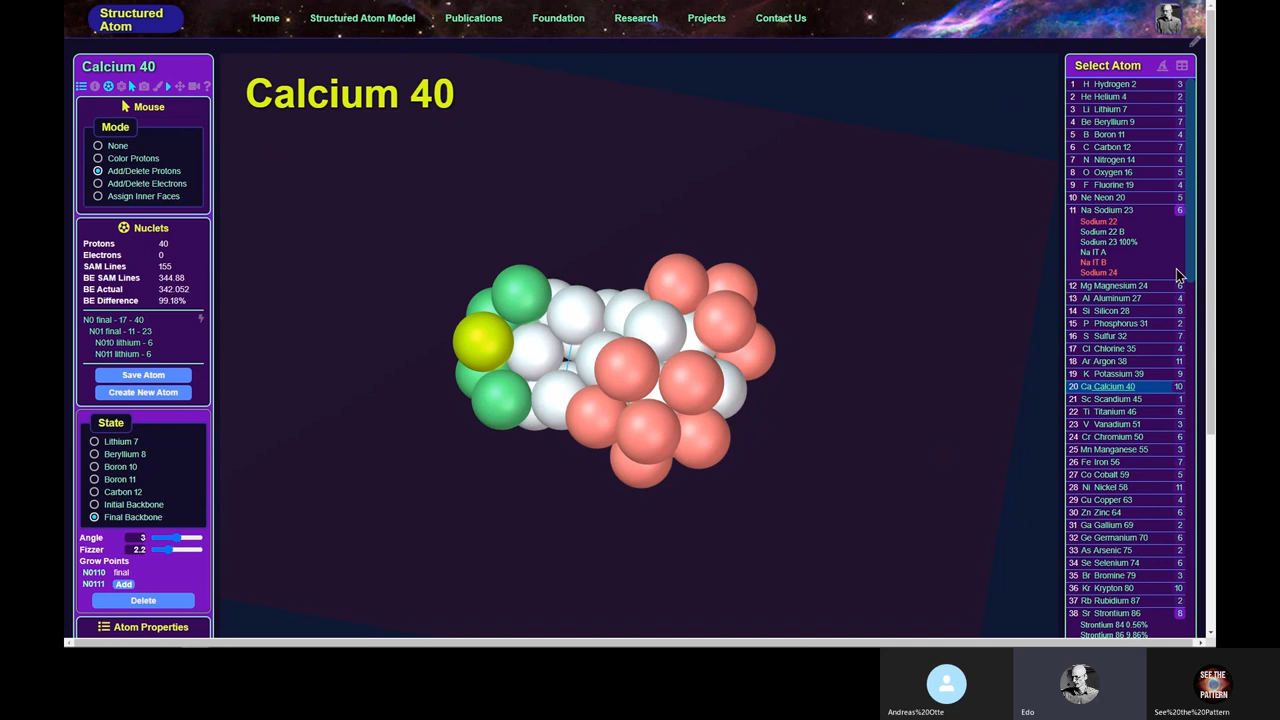 Structured
Atom
Home
Structured Atom Model
Publications
Foundation
Research
Projects
Contact Us
Calcium 40
Mouse
Mode
None
Color Protons
Add/Delete Protons
Add/Delete Electrons
Assign Inner Faces
Nuclets
Protons 40
Electrons 0
SAM Lines 155
BE SAM Lines 344.88
BE Actual 342.052
BE Difference 99.18%
N0 final - 17 - 40
N01 final - 11 - 23
N010 lithium - 6
N011 lithium - 6
Save Atom
Create New Atom
State
Lithium 7
Beryllium 8
Boron 10
Boron 11
Carbon 12
Initial Backbone
Final Backbone
Angle 3
Fizzer 2.2
Grow Points
N0110 final
N0111 Add
Delete
Atom Properties
Calcium 40
Select Atom
1 H Hydrogen 2 3
2 He Helium 4 2
3 Li Lithium 7 4
4 Be Beryllium 9 7
5 B Boron 11 4
6 C Carbon 12 7
7 N Nitrogen 14 4
8 O Oxygen 16 5
9 F Fluorine 19 4
10 Ne Neon 20 5
11 Na Sodium 23 6
Sodium 22
Sodium 22 B
Sodium 23 100%
Na IT A
Na IT B
Sodium 24
12 Mg Magnesium 24 6
13 Al Aluminum 27 4
14 Si Silicon 28 8
15 P Phosphorus 31 2
16 S Sulfur 32 7
17 Cl Chlorine 35 4
18 Ar Argon 38 11
19 K Potassium 39 9
20 Ca Calcium 40 10
21 Sc Scandium 45 1
22 Ti Titanium 46 6
23 V Vanadium 51 3
24 Cr Chromium 50 6
25 Mn Manganese 55 3
26 Fe Iron 56 7
27 Co Cobalt 59 5
28 Ni Nickel 58 11
29 Cu Copper 63 4
30 Zn Zinc 64 6
31 Ga Gallium 69 2
32 Ge Germanium 70 6
33 As Arsenic 75 2
34 Se Selenium 74 6
35 Br Bromine 79 3
36 Kr Krypton 80 10
37 Rb Rubidium 87 2
38 Sr Strontium 86 8
Strontium 84 0.56%
Strontium 86 9.86%
SEE THE
PATTERN
Andreas%20Otte
Edo
See%20the%20Pattern